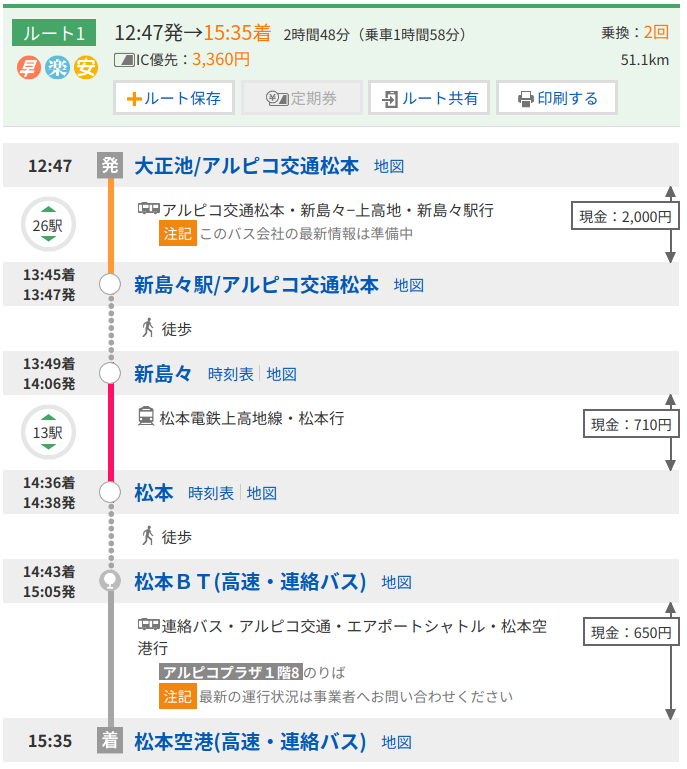 ルート1
12:47発→15:35着 2時間48分（乗車1時間58分）
乗換：2回
早 楽 安
IC優先：3,360円
51.1km
ルート保存
定期券
ルート共有
印刷する
12:47 発 大正池/アルピコ交通松本 地図
26駅
アルピコ交通松本・新島々−上高地・新島々駅行
注記 このバス会社の最新情報は準備中
現金：2,000円
13:45着
13:47発
新島々駅/アルピコ交通松本 地図
徒歩
13:49着
14:06発
新島々 時刻表 地図
13駅
松本電鉄上高地線・松本行
現金：710円
14:36着
14:38発
松本 時刻表 地図
徒歩
14:43着
15:05発
松本ＢＴ(高速・連絡バス) 地図
連絡バス・アルピコ交通・エアポートシャトル・松本空
港行
現金：650円
アルピコプラザ１階8のりば
注記 最新の運行状況は事業者へお問い合わせください
15:35 着 松本空港(高速・連絡バス) 地図